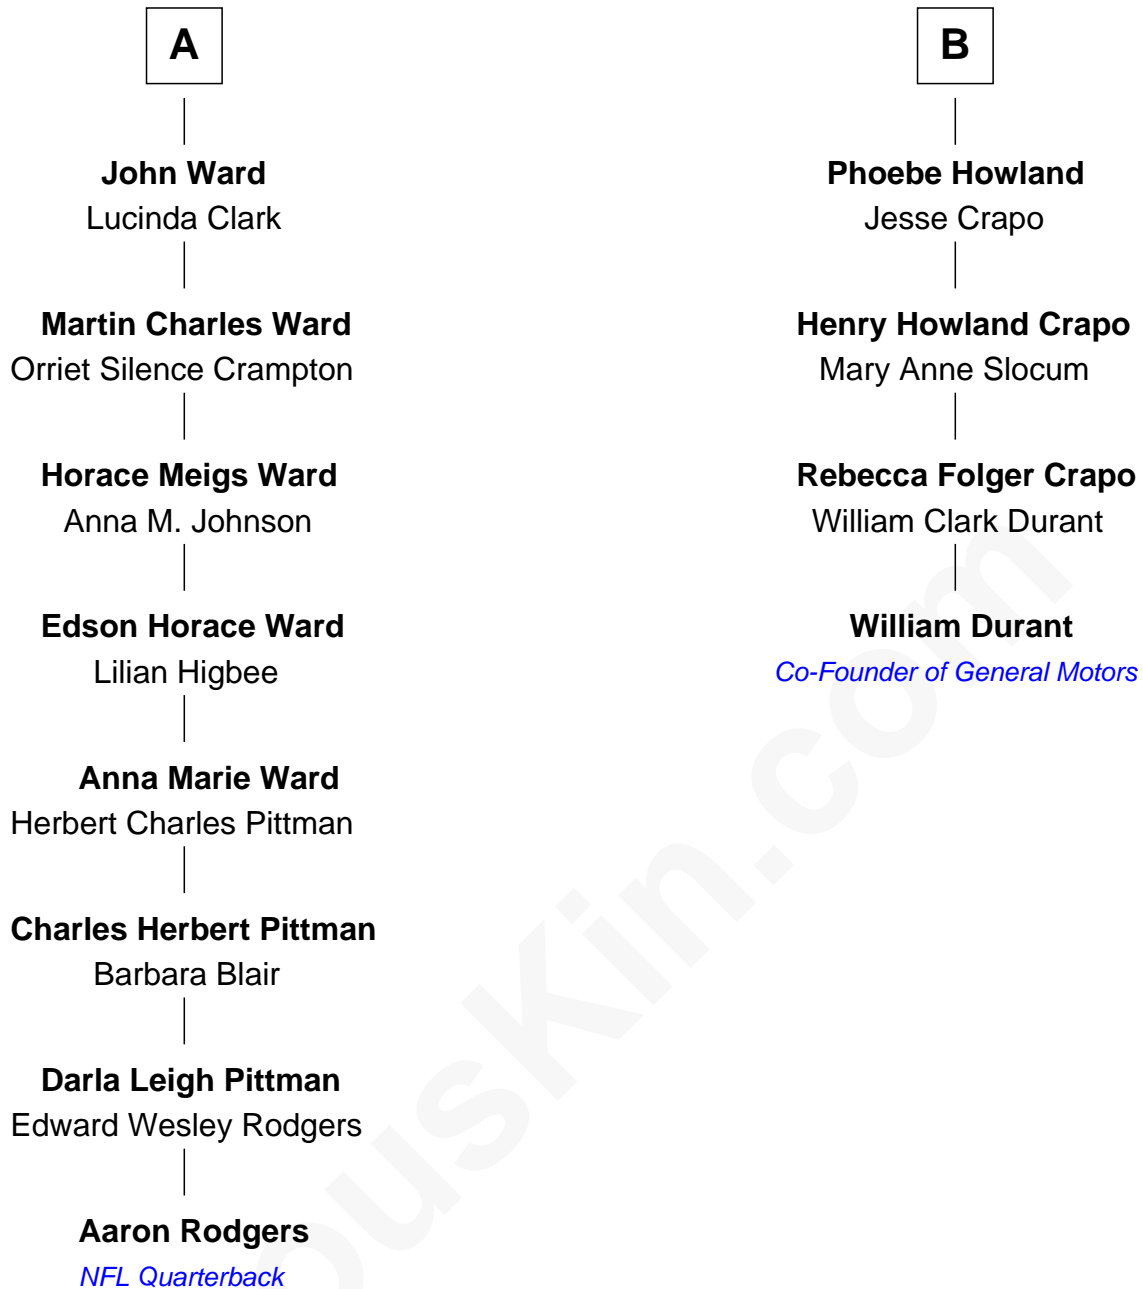 A
John Ward
Lucinda Clark
Martin Charles Ward
Orriet Silence Crampton
Horace Meigs Ward
Anna M. Johnson
Edson Horace Ward
Lilian Higbee
Anna Marie Ward
Herbert Charles Pittman
Charles Herbert Pittman
Barbara Blair
Darla Leigh Pittman
Edward Wesley Rodgers
Aaron Rodgers
NFL Quarterback
B
Phoebe Howland
Jesse Crapo
Henry Howland Crapo
Mary Anne Slocum
Rebecca Folger Crapo
William Clark Durant
William Durant
Co-Founder of General Motors
ousKin.com